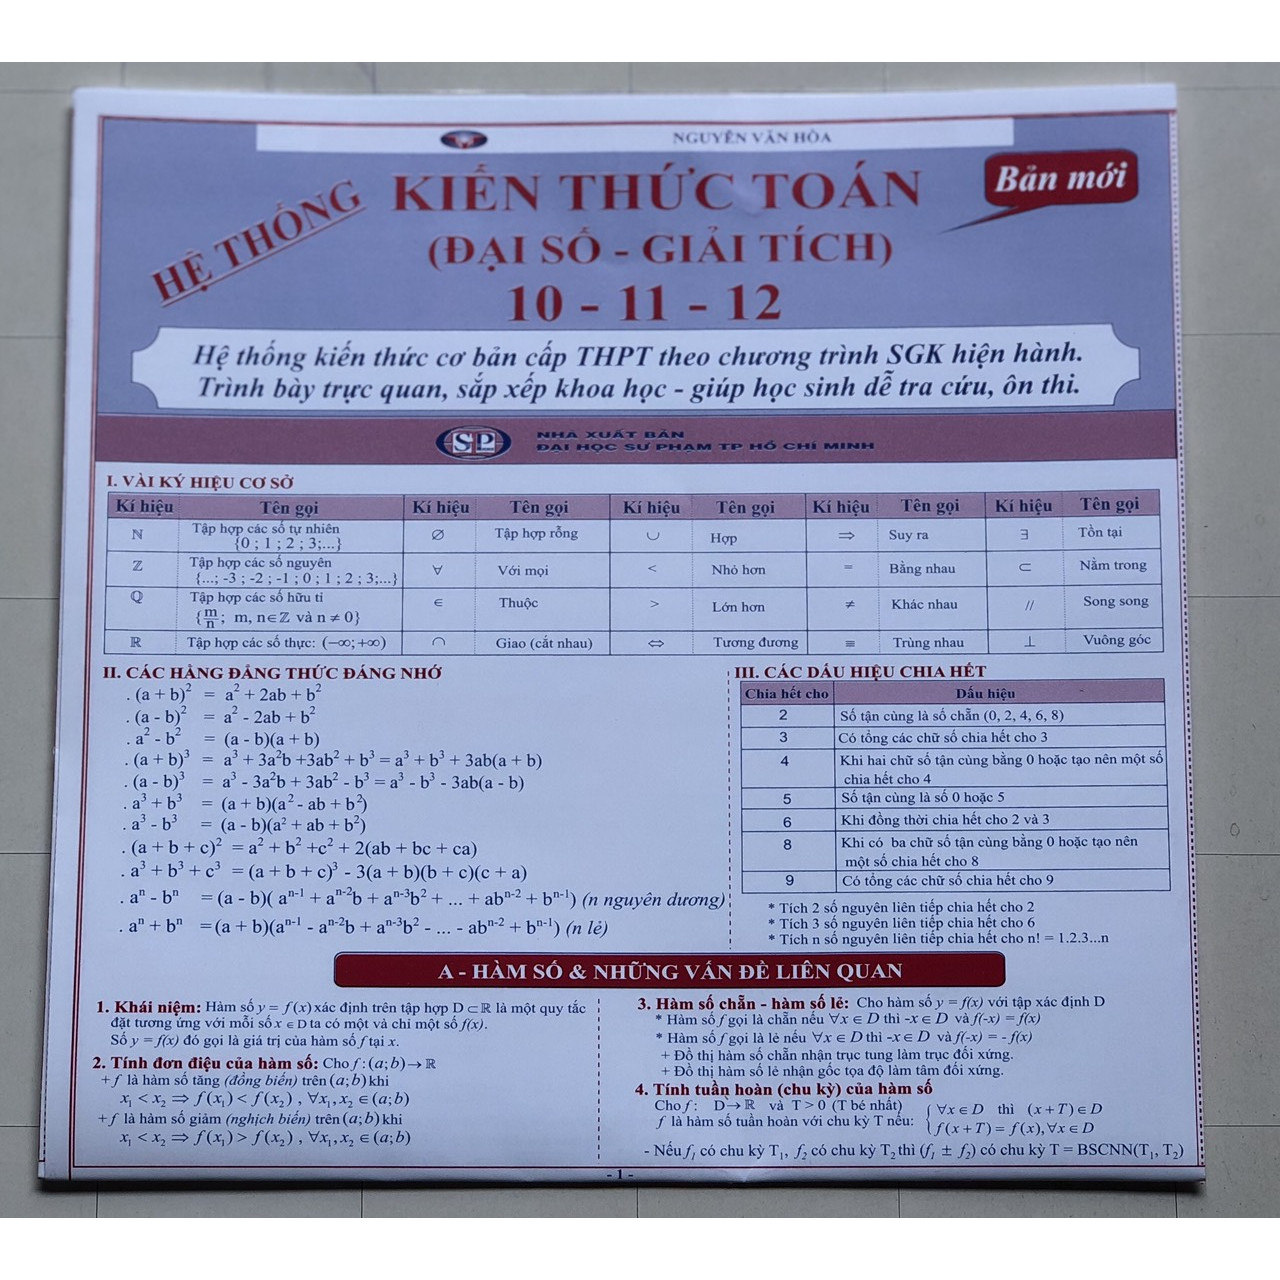 NGUYỄN VĂN HÒA
HỆ THỐNG
KIẾN THỨC TOÁN
Bản mới
(ĐẠI SỐ - GIẢI TÍCH)
10 - 11 - 12
Hệ thống kiến thức cơ bản cấp THPT theo chương trình SGK hiện hành.
Trình bày trực quan, sắp xếp khoa học - giúp học sinh dễ tra cứu, ôn thi.
SP
NHÀ XUẤT BẢN
ĐẠI HỌC SƯ PHẠM TP HỒ CHÍ MINH
I. VÀI KÝ HIỆU CƠ SỞ
Kí hiệu Tên gọi Kí hiệu Tên gọi Kí hiệu Tên gọi Kí hiệu Tên gọi Kí hiệu Tên gọi
ℕ Tập hợp các số tự nhiên {0 ; 1 ; 2 ; 3;...} ∅ Tập hợp rỗng ∪ Hợp ⇒ Suy ra ∃ Tồn tại
ℤ Tập hợp các số nguyên {...; -3 ; -2 ; -1 ; 0 ; 1 ; 2 ; 3;...} ∀ Với mọi < Nhỏ hơn = Bằng nhau ⊂ Nằm trong
ℚ Tập hợp các số hữu tỉ {m/n ; m, n∈ℤ và n ≠ 0} ∈ Thuộc > Lớn hơn ≠ Khác nhau // Song song
ℝ Tập hợp các số thực: (−∞; +∞) ∩ Giao (cắt nhau) ⇔ Tương đương ≡ Trùng nhau ⊥ Vuông góc
II. CÁC HẰNG ĐẲNG THỨC ĐÁNG NHỚ
. (a + b)² = a² + 2ab + b²
. (a - b)² = a² - 2ab + b²
. a² - b² = (a - b)(a + b)
. (a + b)³ = a³ + 3a²b +3ab² + b³ = a³ + b³ + 3ab(a + b)
. (a - b)³ = a³ - 3a²b + 3ab² - b³ = a³ - b³ - 3ab(a - b)
. a³ + b³ = (a + b)(a² - ab + b²)
. a³ - b³ = (a - b)(a² + ab + b²)
. (a + b + c)² = a² + b² +c² + 2(ab + bc + ca)
. a³ + b³ + c³ = (a + b + c)³ - 3(a + b)(b + c)(c + a)
. aⁿ - bⁿ = (a - b)( aⁿ⁻¹ + aⁿ⁻²b + aⁿ⁻³b² + ... + abⁿ⁻² + bⁿ⁻¹) (n nguyên dương)
. aⁿ + bⁿ = (a + b)(aⁿ⁻¹ - aⁿ⁻²b + aⁿ⁻³b² - ... - abⁿ⁻² + bⁿ⁻¹) (n lẻ)
III. CÁC DẤU HIỆU CHIA HẾT
Chia hết cho Dấu hiệu
2 Số tận cùng là số chẵn (0, 2, 4, 6, 8)
3 Có tổng các chữ số chia hết cho 3
4 Khi hai chữ số tận cùng bằng 0 hoặc tạo nên một số
chia hết cho 4
5 Số tận cùng là số 0 hoặc 5
6 Khi đồng thời chia hết cho 2 và 3
8 Khi có ba chữ số tận cùng bằng 0 hoặc tạo nên
một số chia hết cho 8
9 Có tổng các chữ số chia hết cho 9
* Tích 2 số nguyên liên tiếp chia hết cho 2
* Tích 3 số nguyên liên tiếp chia hết cho 6
* Tích n số nguyên liên tiếp chia hết cho n! = 1.2.3...n
A - HÀM SỐ & NHỮNG VẤN ĐỀ LIÊN QUAN
1. Khái niệm: Hàm số y = f(x) xác định trên tập hợp D ⊂ ℝ là một quy tắc
đặt tương ứng với mỗi số x ∈ D ta có một và chỉ một số f(x).
Số y = f(x) đó gọi là giá trị của hàm số f tại x.
2. Tính đơn điệu của hàm số: Cho f : (a; b) → ℝ
+ f là hàm số tăng (đồng biến) trên (a; b) khi
x₁ < x₂ ⇒ f(x₁) < f(x₂) , ∀x₁, x₂ ∈ (a; b)
+ f là hàm số giảm (nghịch biến) trên (a; b) khi
x₁ < x₂ ⇒ f(x₁) > f(x₂) , ∀x₁, x₂ ∈ (a; b)
3. Hàm số chẵn - hàm số lẻ: Cho hàm số y = f(x) với tập xác định D
* Hàm số f gọi là chẵn nếu ∀x ∈ D thì -x ∈ D và f(-x) = f(x)
* Hàm số f gọi là lẻ nếu ∀x ∈ D thì -x ∈ D và f(-x) = - f(x)
+ Đồ thị hàm số chẵn nhận trục tung làm trục đối xứng.
+ Đồ thị hàm số lẻ nhận gốc tọa độ làm tâm đối xứng.
4. Tính tuần hoàn (chu kỳ) của hàm số
Cho f : D → ℝ và T > 0 (T bé nhất)
f là hàm số tuần hoàn với chu kỳ T nếu: { ∀x ∈ D thì (x + T) ∈ D
f(x + T) = f(x), ∀x ∈ D
- Nếu f₁ có chu kỳ T₁, f₂ có chu kỳ T₂ thì (f₁ ± f₂) có chu kỳ T = BSCNN(T₁, T₂)
- 1 -